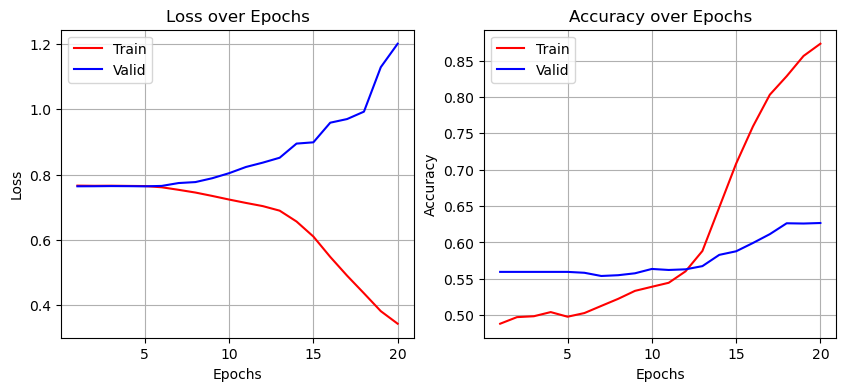 Loss over Epochs
Train
Valid
1.2
1.0
0.8
0.6
0.4
Loss
5
10
15
20
Epochs
Accuracy over Epochs
Train
Valid
0.85
0.80
0.75
0.70
0.65
0.60
0.55
0.50
Accuracy
5
10
15
20
Epochs